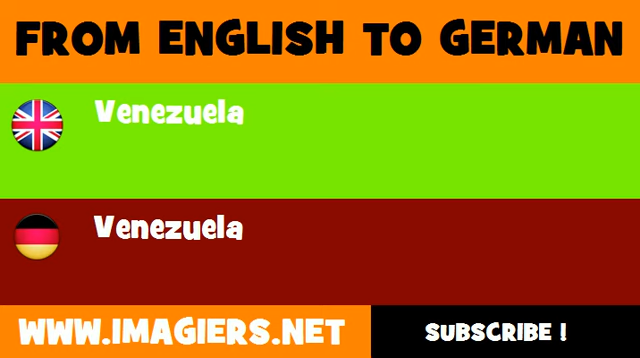 FROM ENGLISH TO GERMAN
Venezuela
Venezuela
WWW.IMAGIERS.NET
SUBSCRIBE !